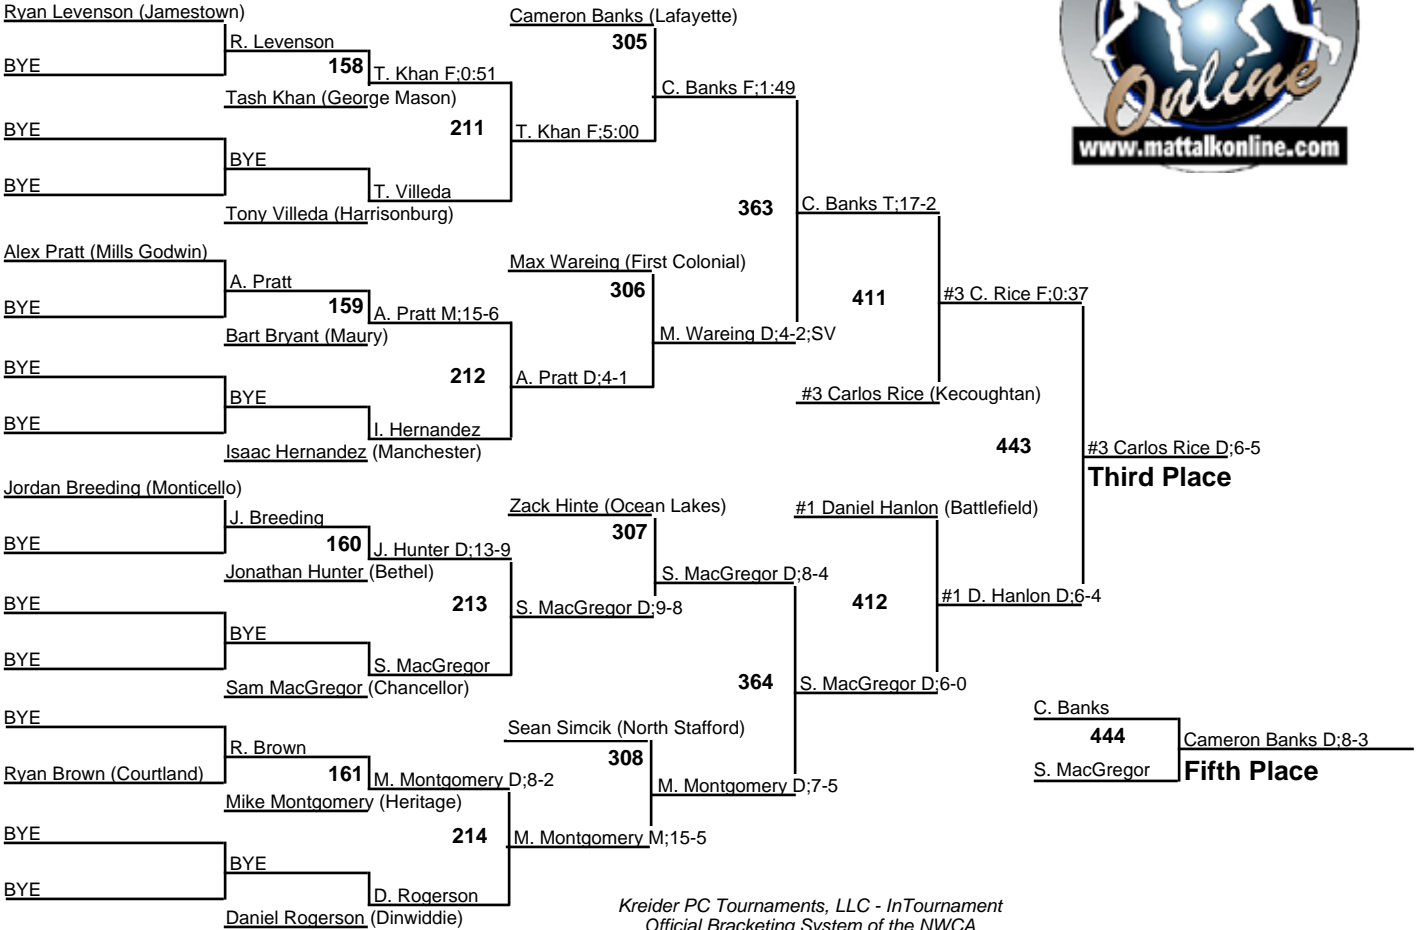 Ryan Levenson (Jamestown)
BYE
R. Levenson
158
T. Khan F;0:51
Tash Khan (George Mason)
BYE
BYE
BYE
T. Villeda
Tony Villeda (Harrisonburg)
211
T. Khan F;5:00
Cameron Banks (Lafayette)
305
C. Banks F;1:49
Alex Pratt (Mills Godwin)
BYE
A. Pratt
159
A. Pratt M;15-6
Bart Bryant (Maury)
BYE
BYE
BYE
I. Hernandez
Isaac Hernandez (Manchester)
212
A. Pratt D;4-1
Max Wareing (First Colonial)
306
M. Wareing D;4-2;SV
363
C. Banks T;17-2
411
#3 C. Rice F;0:37
#3 Carlos Rice (Kecoughtan)
443
#3 Carlos Rice D;6-5
Third Place
Jordan Breeding (Monticello)
BYE
J. Breeding
160
J. Hunter D;13-9
Jonathan Hunter (Bethel)
BYE
BYE
BYE
S. MacGregor
Sam MacGregor (Chancellor)
213
S. MacGregor D;9-8
Zack Hinte (Ocean Lakes)
307
S. MacGregor D;8-4
#1 Daniel Hanlon (Battlefield)
412
#1 D. Hanlon D;6-4
364
S. MacGregor D;6-0
BYE
Ryan Brown (Courtland)
R. Brown
161
M. Montgomery D;8-2
Mike Montgomery (Heritage)
BYE
BYE
BYE
D. Rogerson
Daniel Rogerson (Dinwiddie)
214
M. Montgomery M;15-5
Sean Simcik (North Stafford)
308
M. Montgomery D;7-5
C. Banks
444
S. MacGregor
Cameron Banks D;8-3
Fifth Place
Online
www.mattalkonline.com
Kreider PC Tournaments, LLC - InTournament
Official Bracketing System of the NWCA